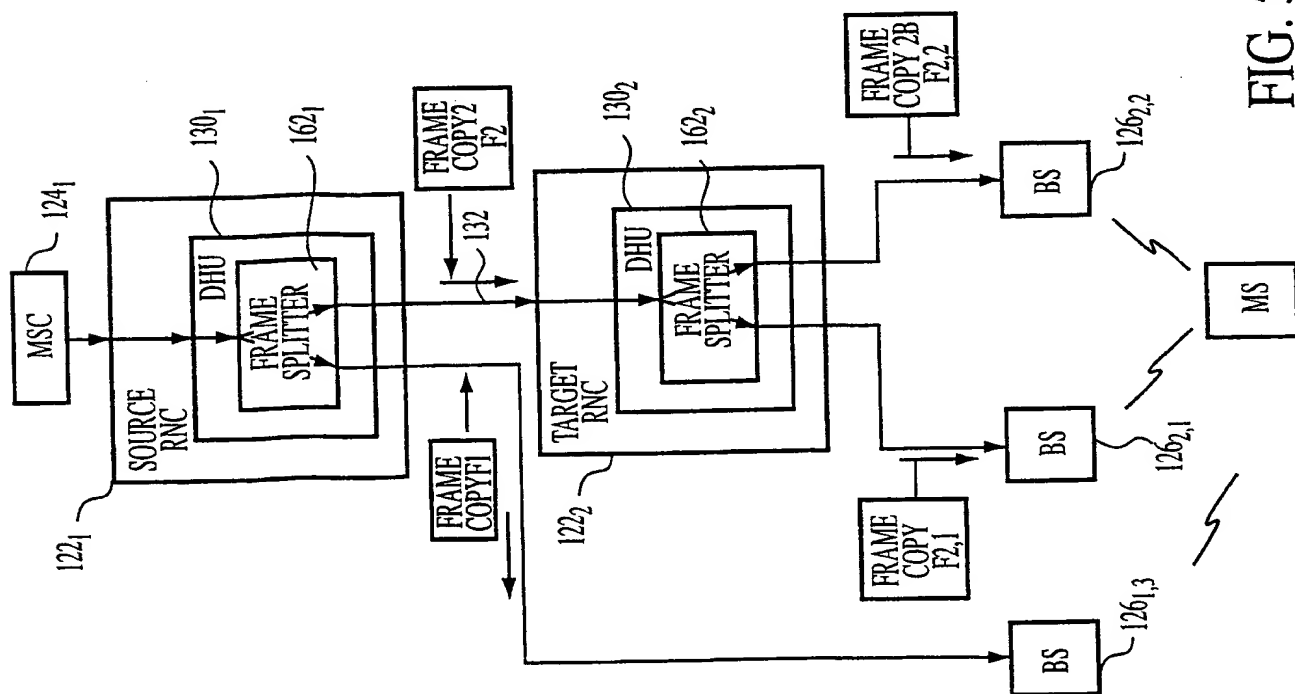 MSC
124₁
SOURCE
RNC
122₁
DHU
130₁
FRAME
SPLITTER
162₁
FRAME
COPY2
F2
132
FRAME
COPYF1
TARGET
RNC
122₂
DHU
130₂
FRAME
SPLITTER
162₂
FRAME
COPY
F2,1
FRAME
COPY 2B
F2,2
BS
126₁,₃
BS
126₂,₁
BS
126₂,₂
MS
FIG.